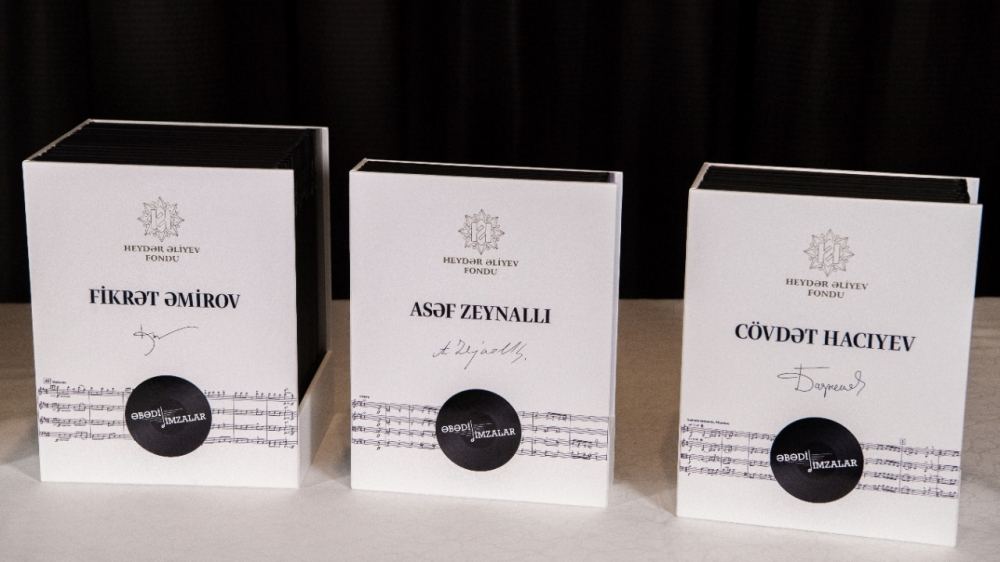 HEYDƏR ƏLİYEV
FONDU
FİKRƏT ƏMİROV
ƏBƏDİ
İMZALAR
HEYDƏR ƏLİYEV
FONDU
ASƏF ZEYNALLI
ƏBƏDİ
İMZALAR
HEYDƏR ƏLİYEV
FONDU
CÖVDƏT HACIYEV
ƏBƏDİ
İMZALAR